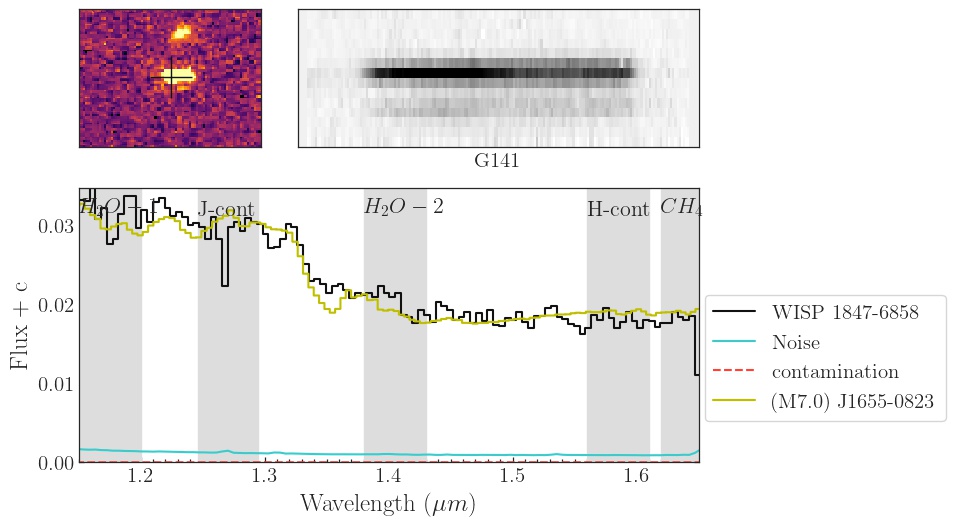 G141
H₂O − 1
J-cont
H₂O − 2
H-cont
CH₄
0.03
0.02
0.01
0.00
Flux + c
1.2
1.3
1.4
1.5
1.6
Wavelength (μm)
WISP 1847-6858
Noise
contamination
(M7.0) J1655-0823